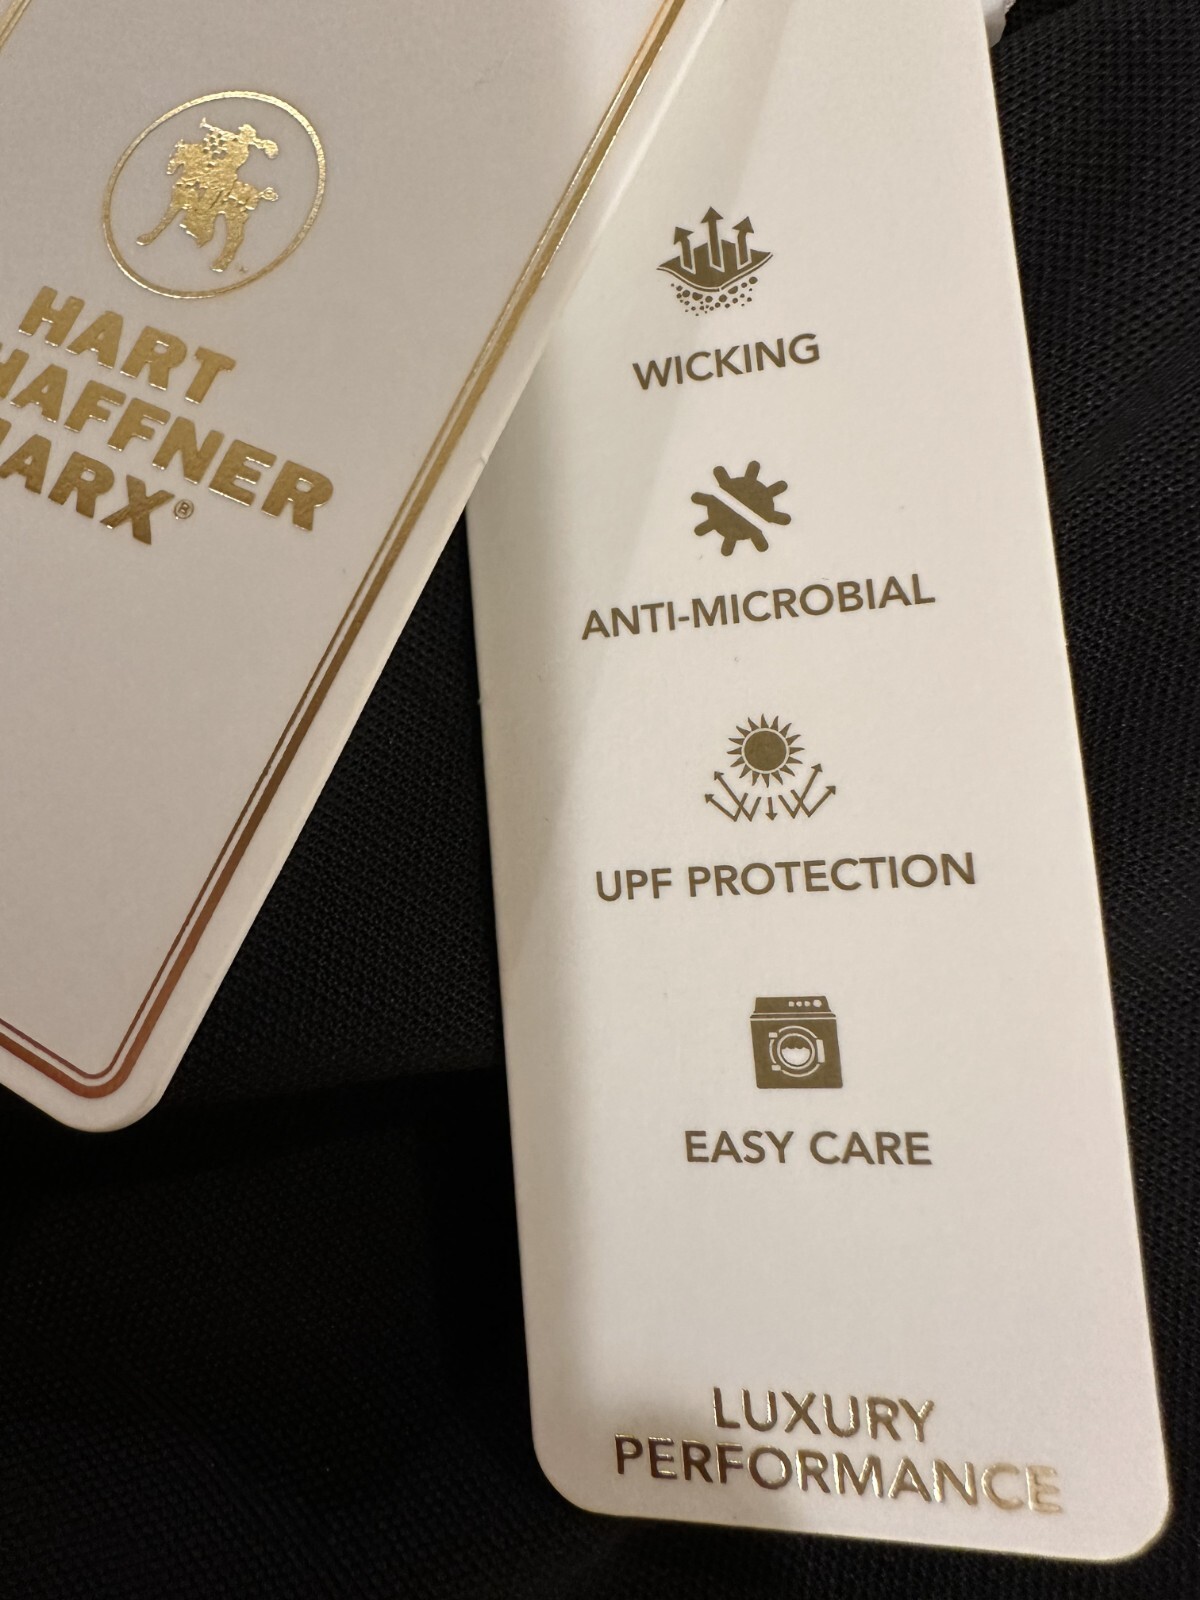 HART
HAFFNER
ARX®
WICKING
ANTI-MICROBIAL
UPF PROTECTION
EASY CARE
LUXURY
PERFORMANCE